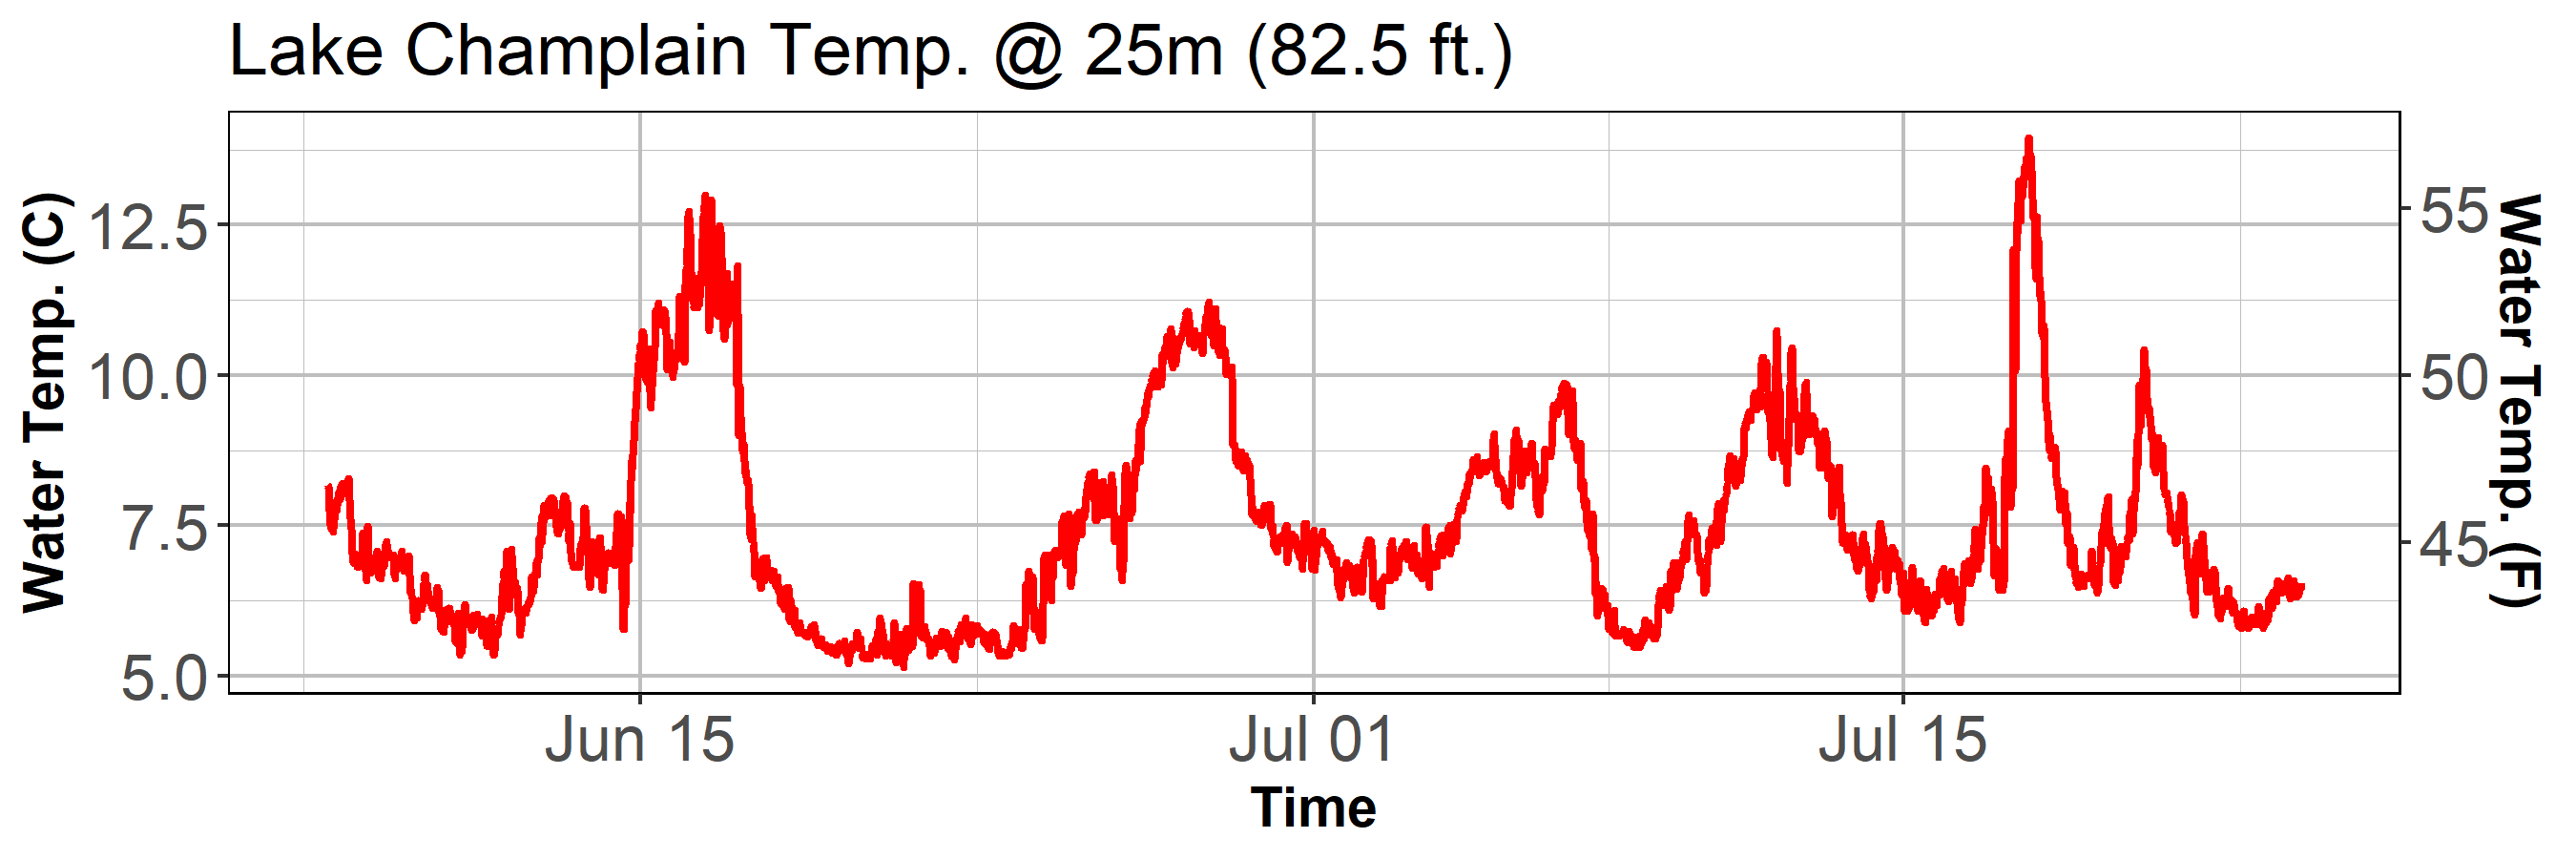 Lake Champlain Temp. @ 25m (82.5 ft.)
Water Temp. (C)
12.5
10.0
7.5
5.0
55
50
45
Water Temp. (F)
Jun 15
Jul 01
Jul 15
Time